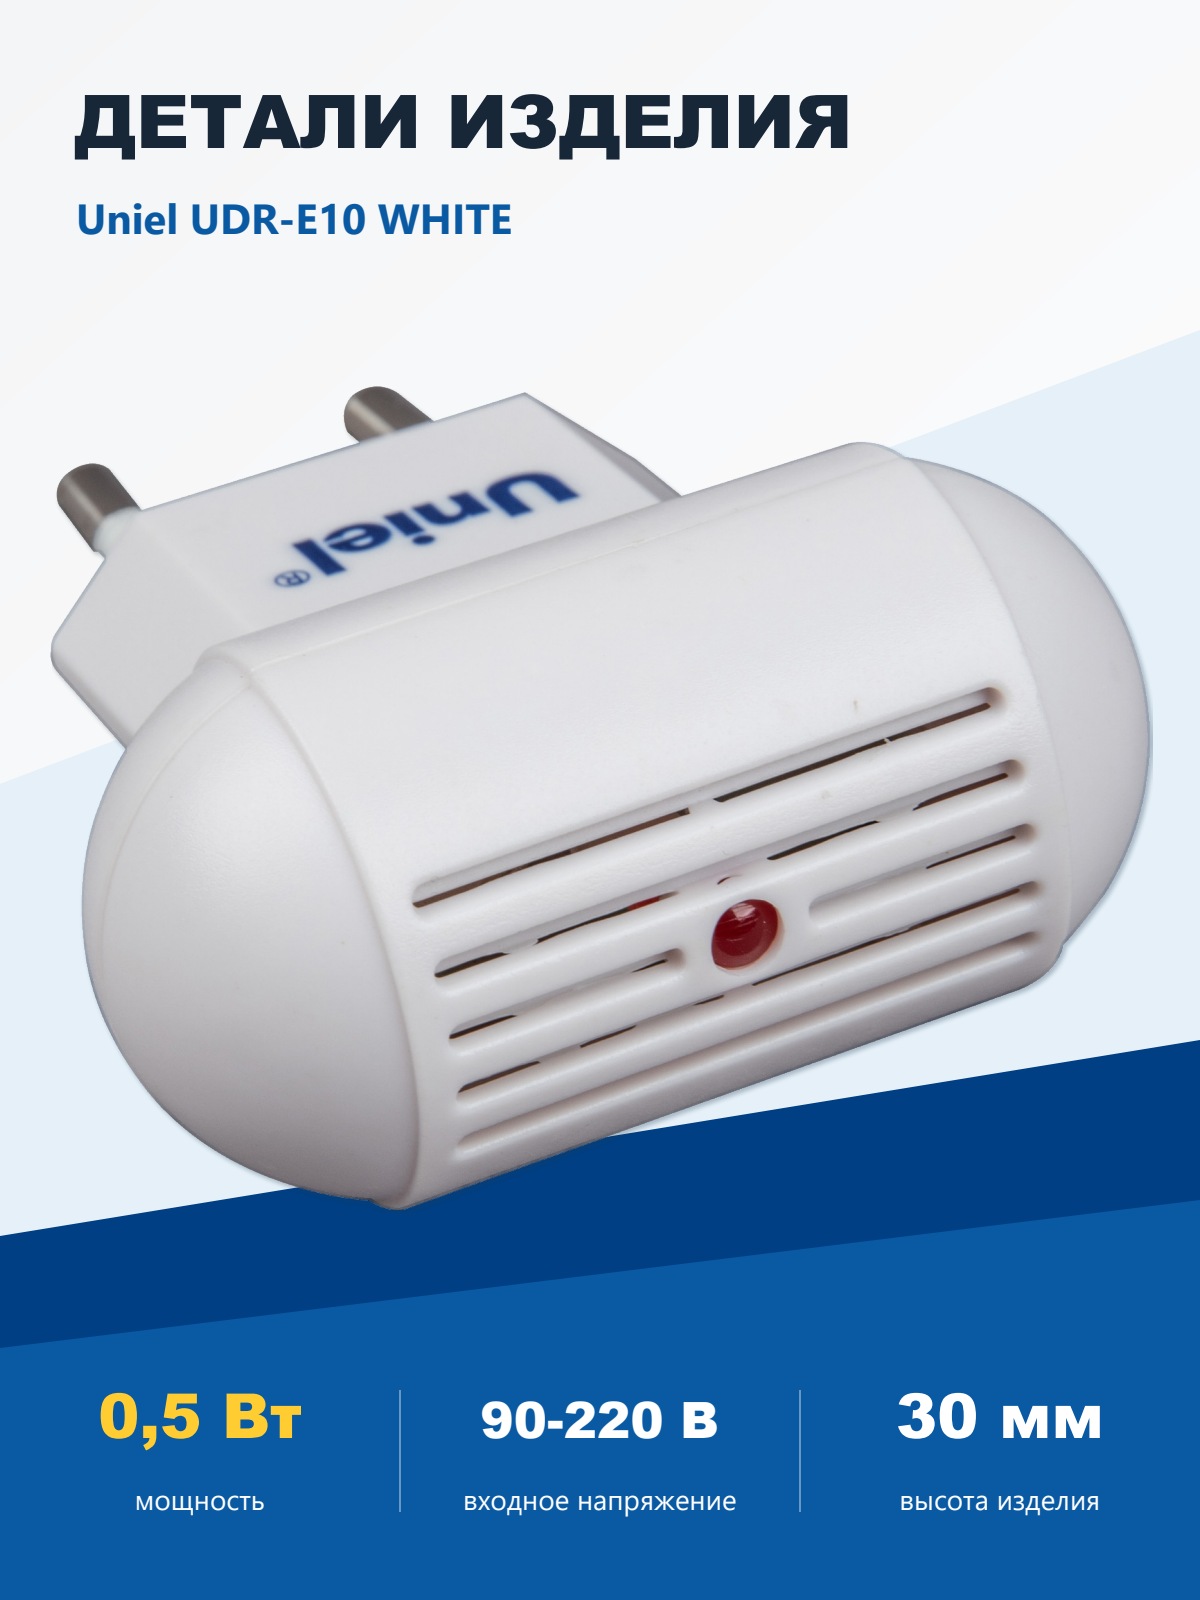 ДЕТАЛИ ИЗДЕЛИЯ
Uniel UDR-E10 WHITE
Uniel®
0,5 Вт
мощность
90-220 В
входное напряжение
30 мм
высота изделия